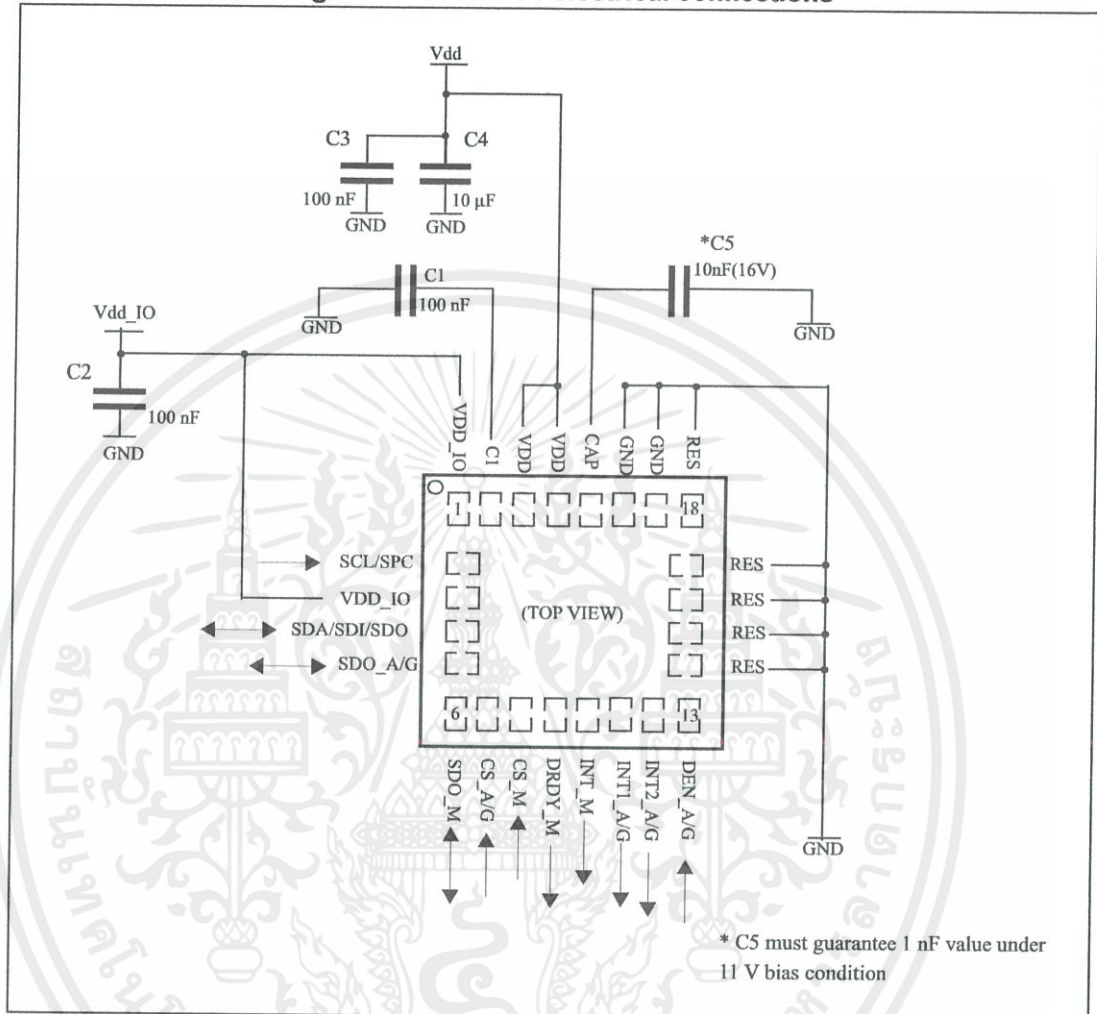 electrical connections
Vdd
C3
C4
100 nF
10 µF
GND
GND
*C5
10nF(16V)
C1
100 nF
GND
GND
Vdd_IO
C2
100 nF
GND
VDD_IO
C1
VDD
VDD
CAP
GND
GND
RES
1
18
SCL/SPC
VDD_IO
SDA/SDI/SDO
SDO_A/G
(TOP VIEW)
RES
RES
RES
RES
6
13
SDO_M
CS_A/G
CS_M
DRDY_M
INT_M
INT1_A/G
INT2_A/G
DEN_A/G
GND
* C5 must guarantee 1 nF value under
11 V bias condition